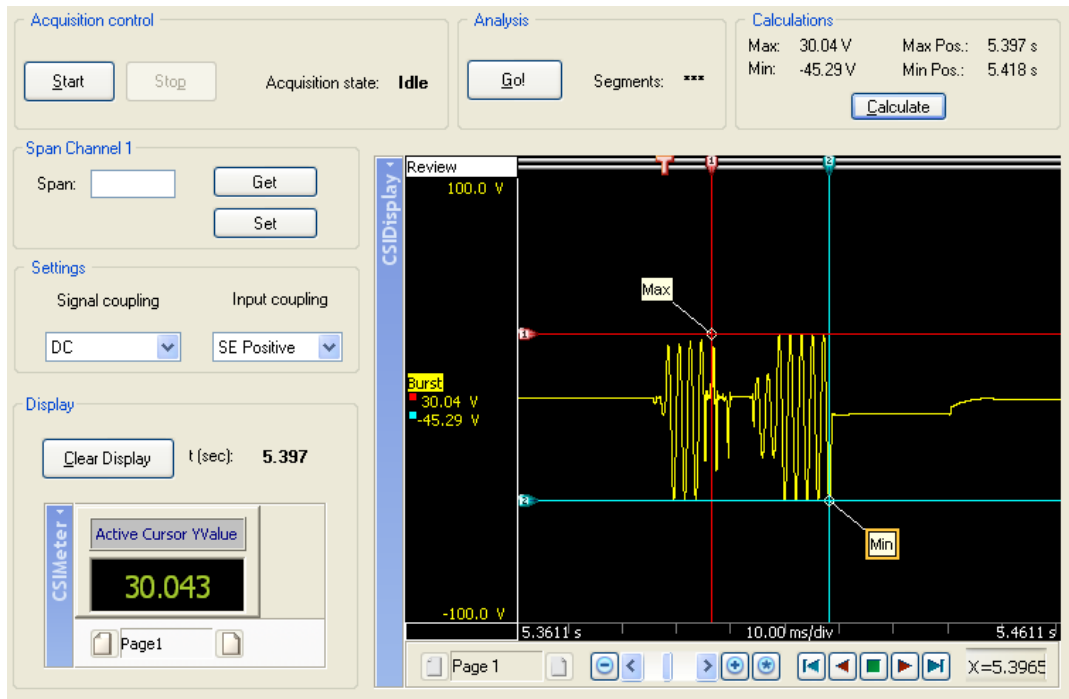 Acquisition control
Start
Stop
Acquisition state: Idle
Analysis
Go!
Segments: ***
Calculations
Max: 30.04 V Max Pos.: 5.397 s
Min: -45.29 V Min Pos.: 5.418 s
Calculate
Span Channel 1
Span:
Get
Set
Settings
Signal coupling
Input coupling
DC
SE Positive
Display
Clear Display
t (sec): 5.397
CSIMeter
Active Cursor YValue
30.043
Page1
CSIDisplay
Review
100.0 V
T
1
2
Max
1
Burst
30.04 V
-45.29 V
2
Min
-100.0 V
5.3611 s
10.00 ms/div
5.4611 s
Page 1
X=5.3965